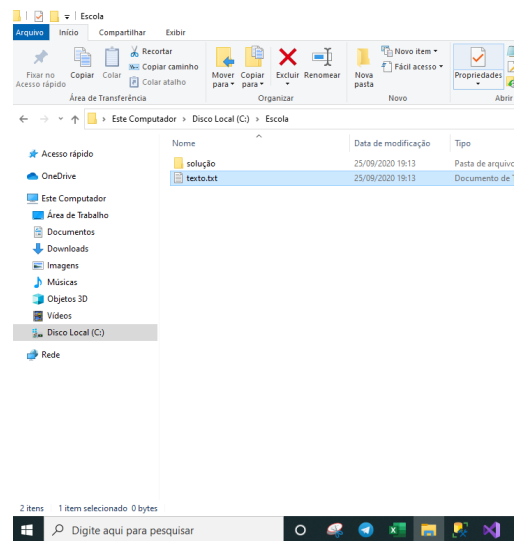 Escola
Arquivo Início Compartilhar Exibir
Fixar no Acesso rápido
Copiar
Colar
Recortar
Copiar caminho
Colar atalho
Mover para
Copiar para
Excluir
Renomear
Nova pasta
Novo item
Fácil acesso
Propriedades
Área de Transferência Organizar Novo Abrir
Este Computador > Disco Local (C:) > Escola
Nome Data de modificação Tipo
solução 25/09/2020 19:13 Pasta de arquivo
texto.txt 25/09/2020 19:13 Documento de
Acesso rápido
OneDrive
Este Computador
Área de Trabalho
Documentos
Downloads
Imagens
Músicas
Objetos 3D
Vídeos
Disco Local (C:)
Rede
2 itens 1 item selecionado 0 bytes
Digite aqui para pesquisar